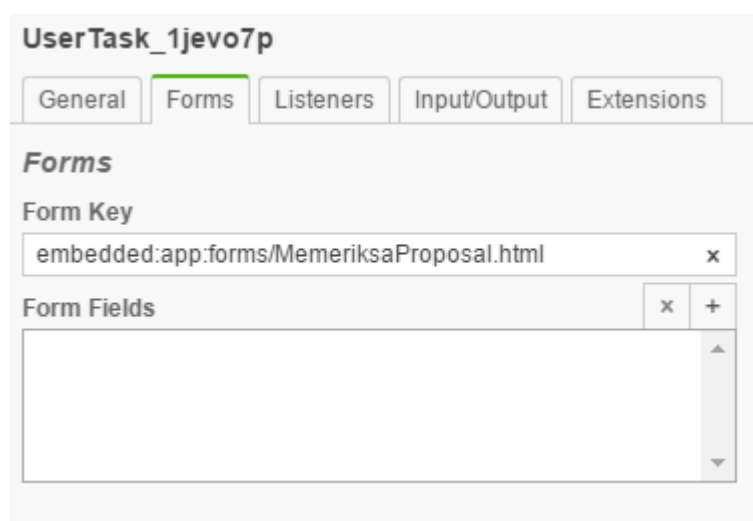 UserTask_1jevo7p
General Forms Listeners Input/Output Extensions
Forms
Form Key
embedded:app:forms/MemeriksaProposal.html x
Form Fields x +